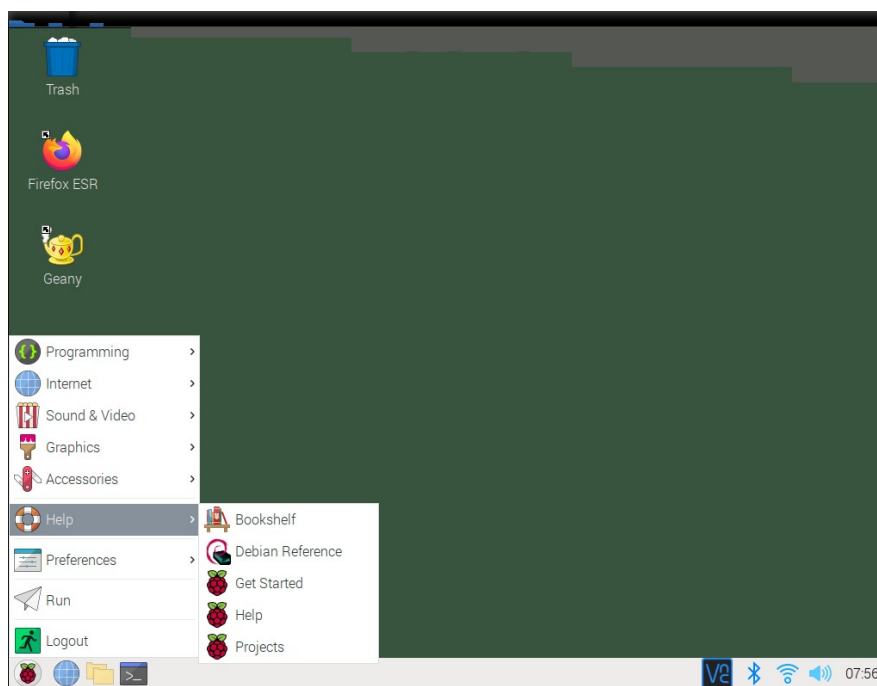 Trash
Firefox ESR
Geany
Programming
Internet
Sound & Video
Graphics
Accessories
Help
Preferences
Run
Logout
Bookshelf
Debian Reference
Get Started
Help
Projects
V2
07:56